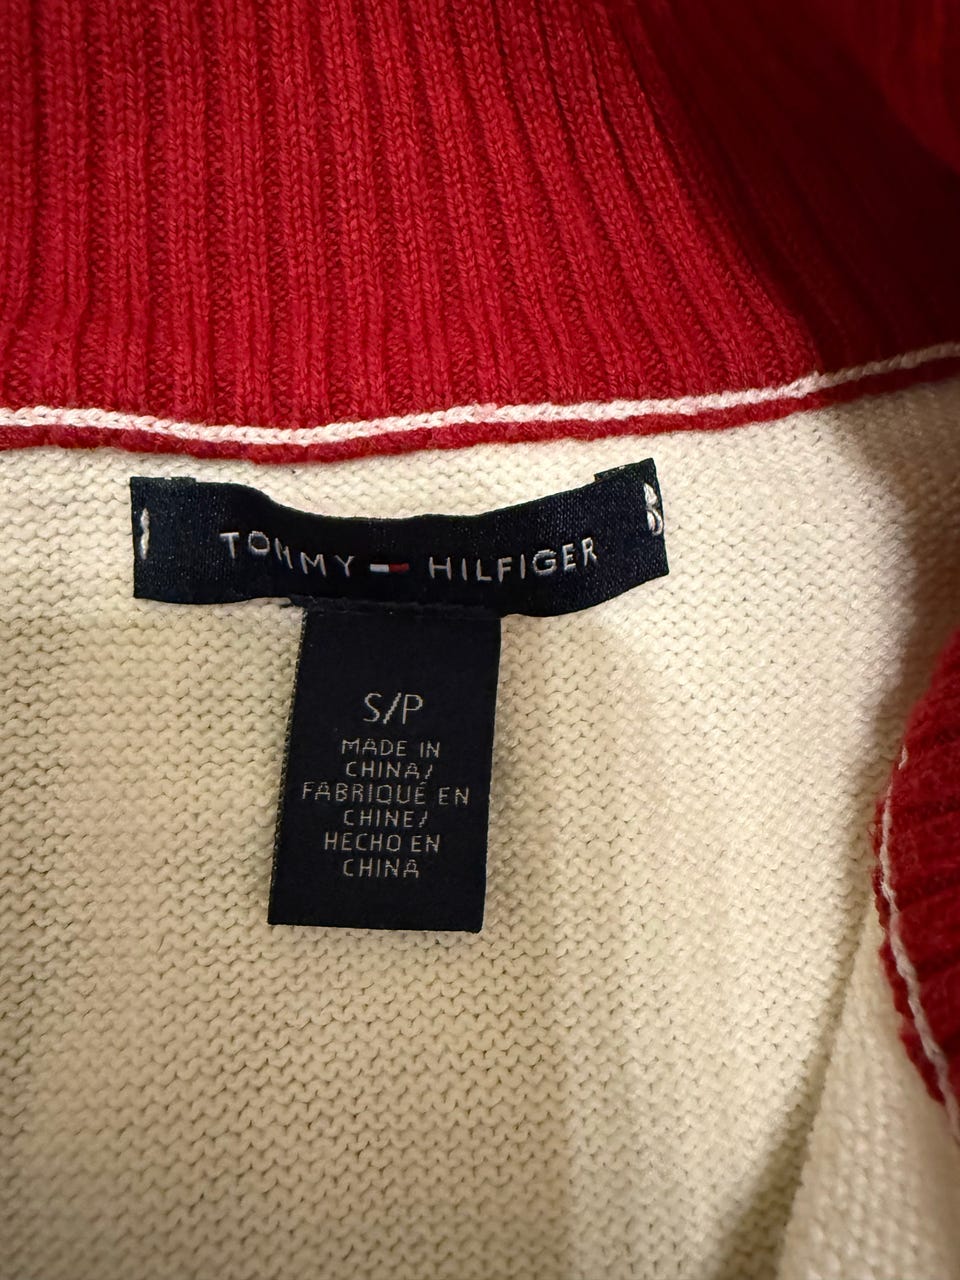 TOMMY HILFIGER
S/P
MADE IN
CHINA/
FABRIQUÉ EN
CHINE/
HECHO EN
CHINA